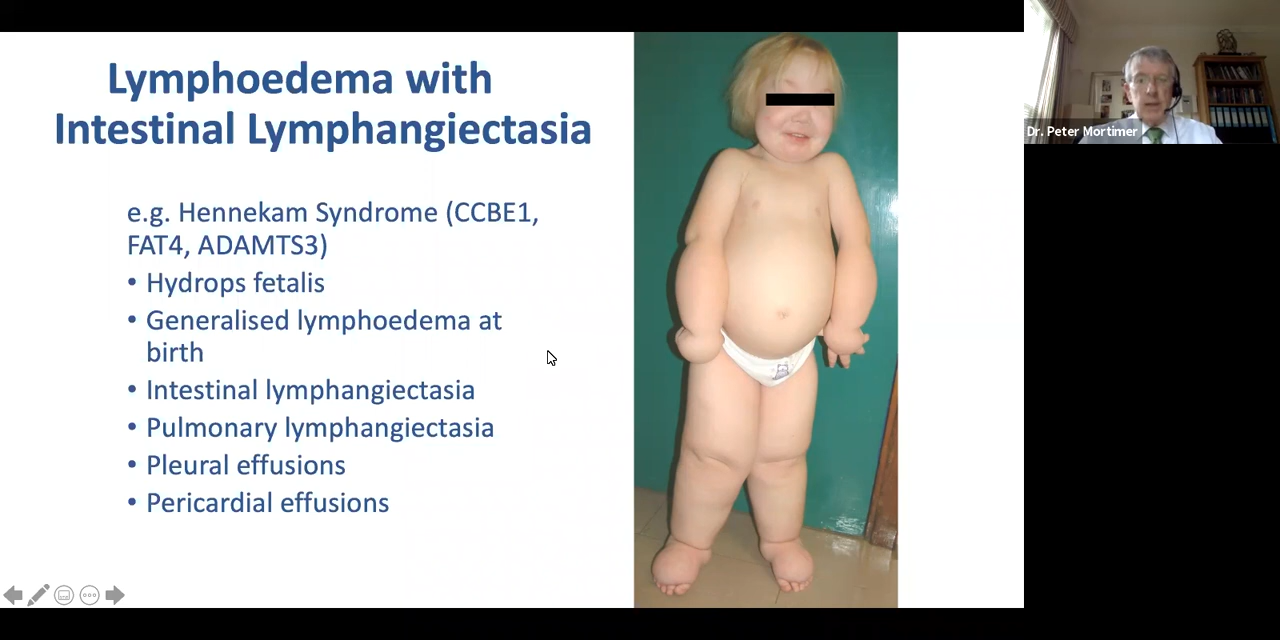 Lymphoedema with
Intestinal Lymphangiectasia
e.g. Hennekam Syndrome (CCBE1,
FAT4, ADAMTS3)
• Hydrops fetalis
• Generalised lymphoedema at
birth
• Intestinal lymphangiectasia
• Pulmonary lymphangiectasia
• Pleural effusions
• Pericardial effusions
Dr. Peter Mortimer